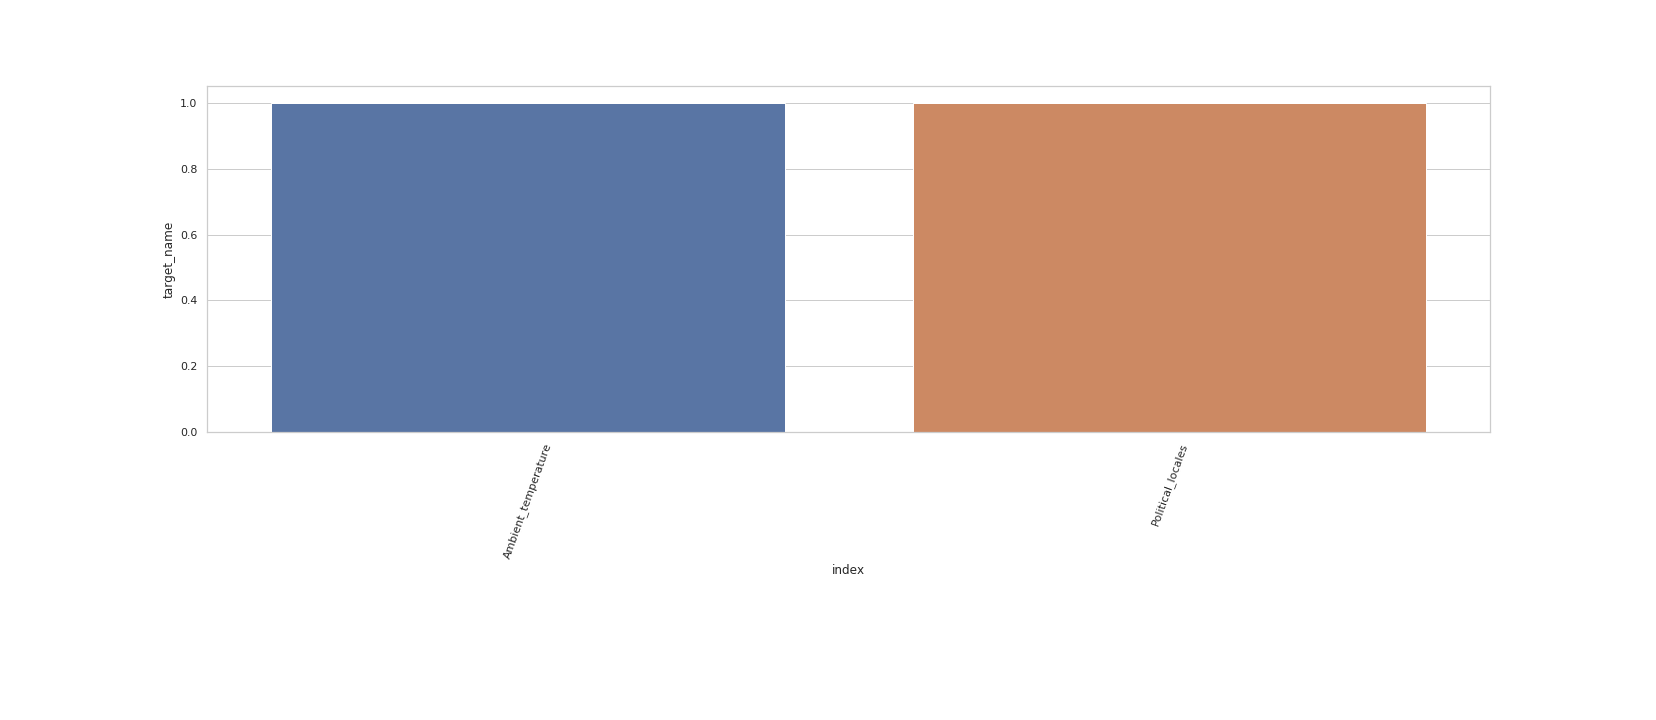 1.0
0.8
0.6
0.4
0.2
0.0
target_name
Ambient_temperature
Political_locales
index